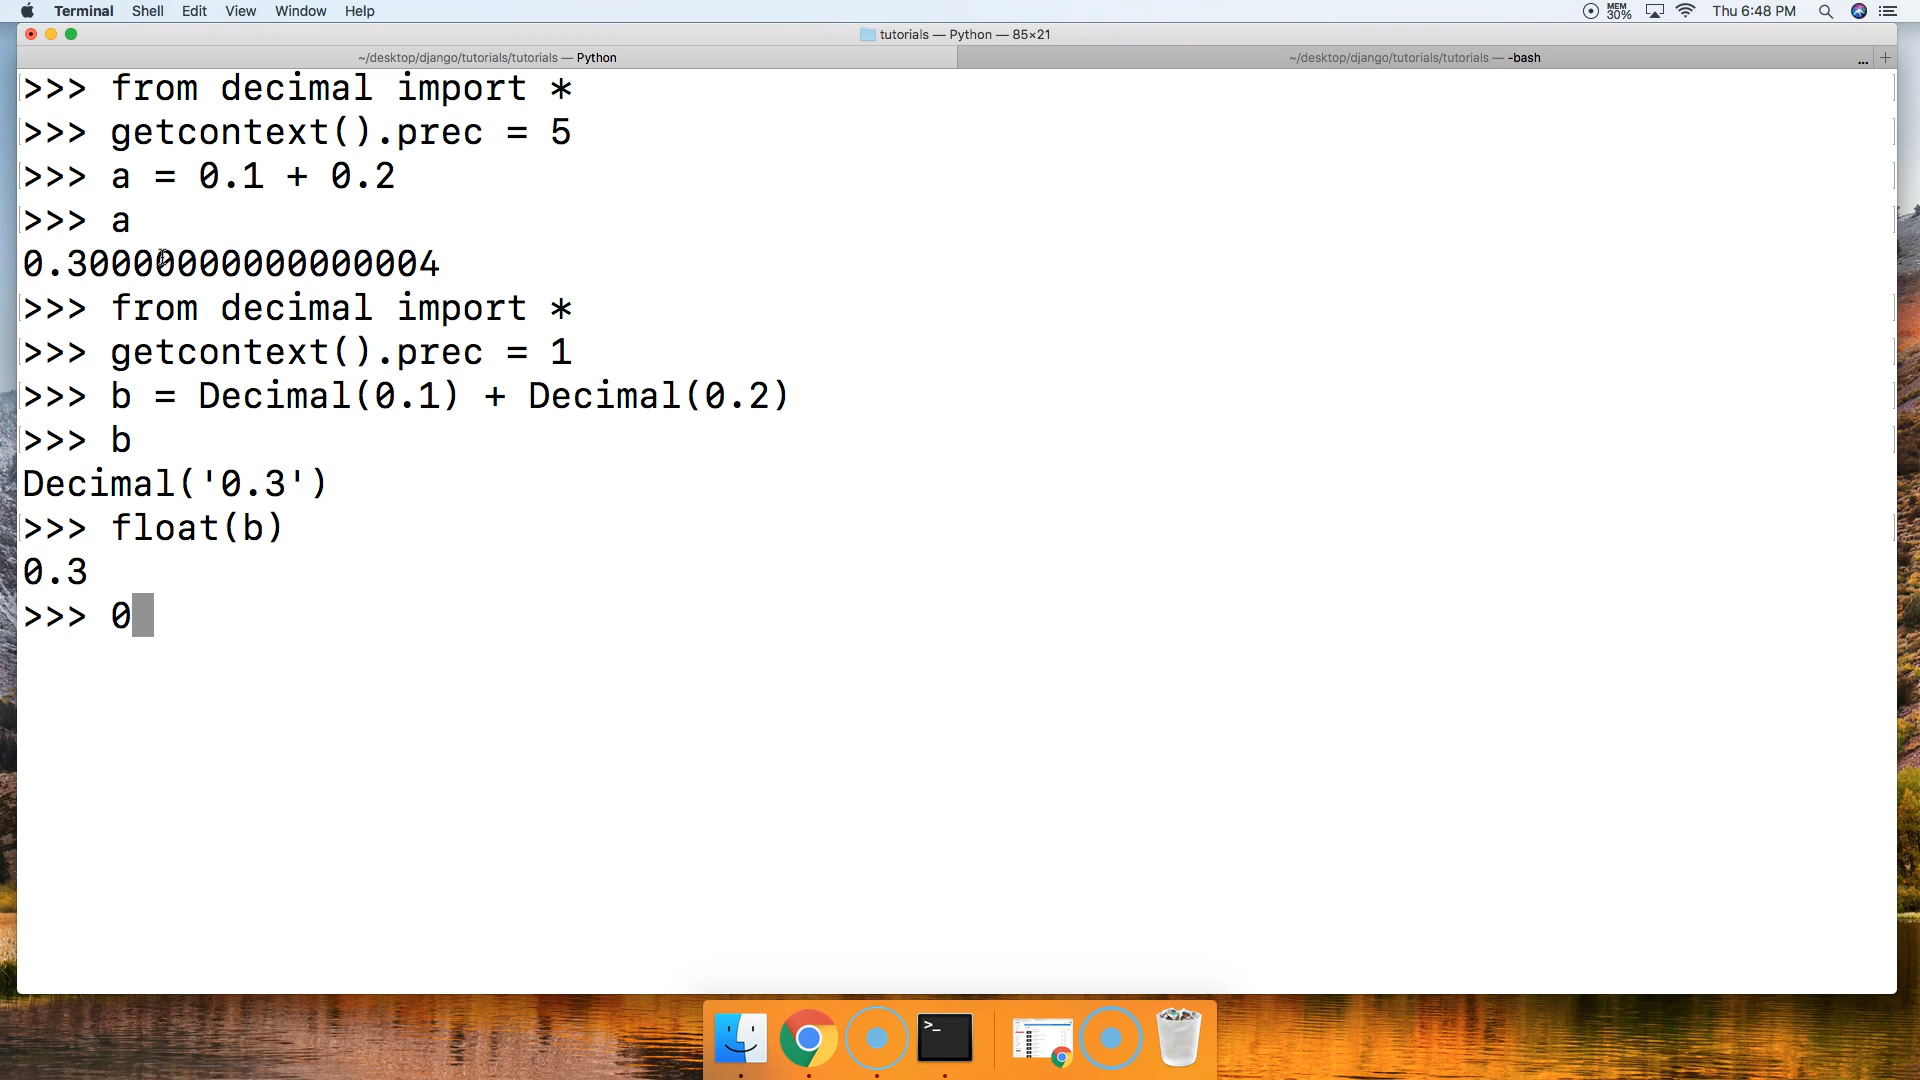 Terminal Shell Edit View Window Help MEM 30% Thu 6:48 PM
tutorials — Python — 85×21
~/desktop/django/tutorials/tutorials — Python ~/desktop/django/tutorials/tutorials — -bash ... +
>>> from decimal import *
>>> getcontext().prec = 5
>>> a = 0.1 + 0.2
>>> a
0.30000000000000004
>>> from decimal import *
>>> getcontext().prec = 1
>>> b = Decimal(0.1) + Decimal(0.2)
>>> b
Decimal('0.3')
>>> float(b)
0.3
>>> 0
>_